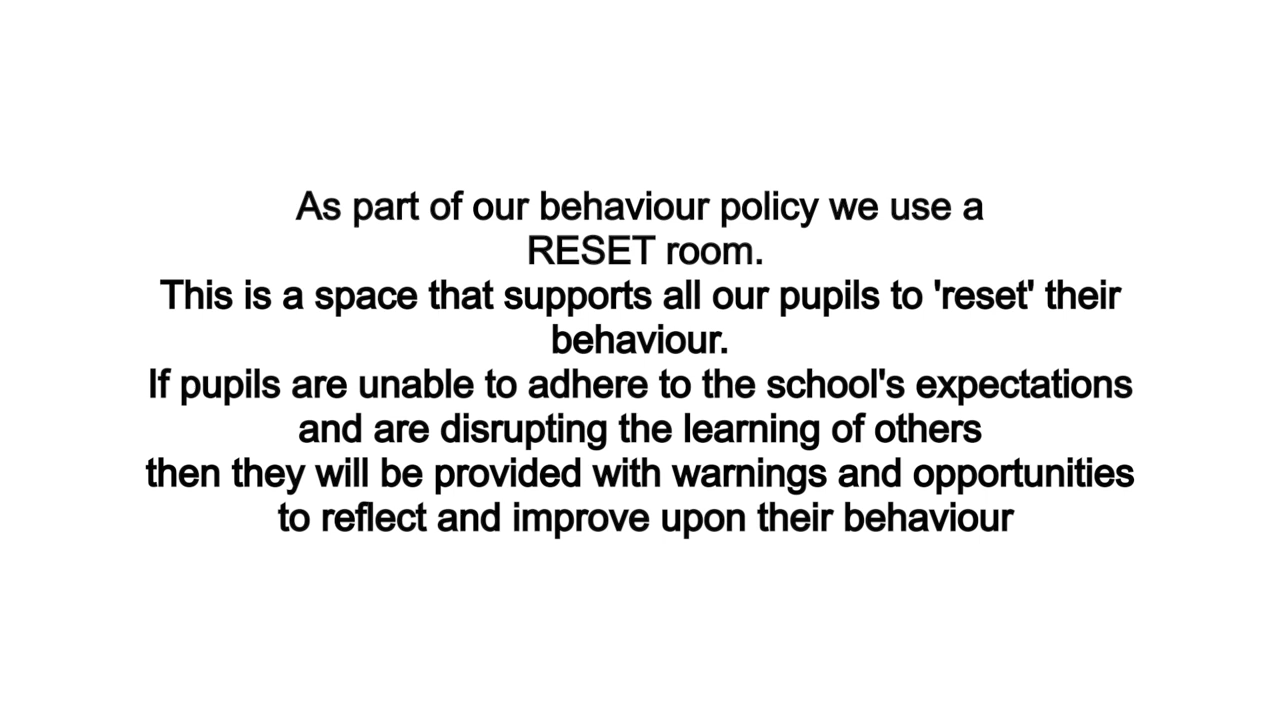 As part of our behaviour policy we use a
RESET room.
This is a space that supports all our pupils to 'reset' their
behaviour.
If pupils are unable to adhere to the school's expectations
and are disrupting the learning of others
then they will be provided with warnings and opportunities
to reflect and improve upon their behaviour